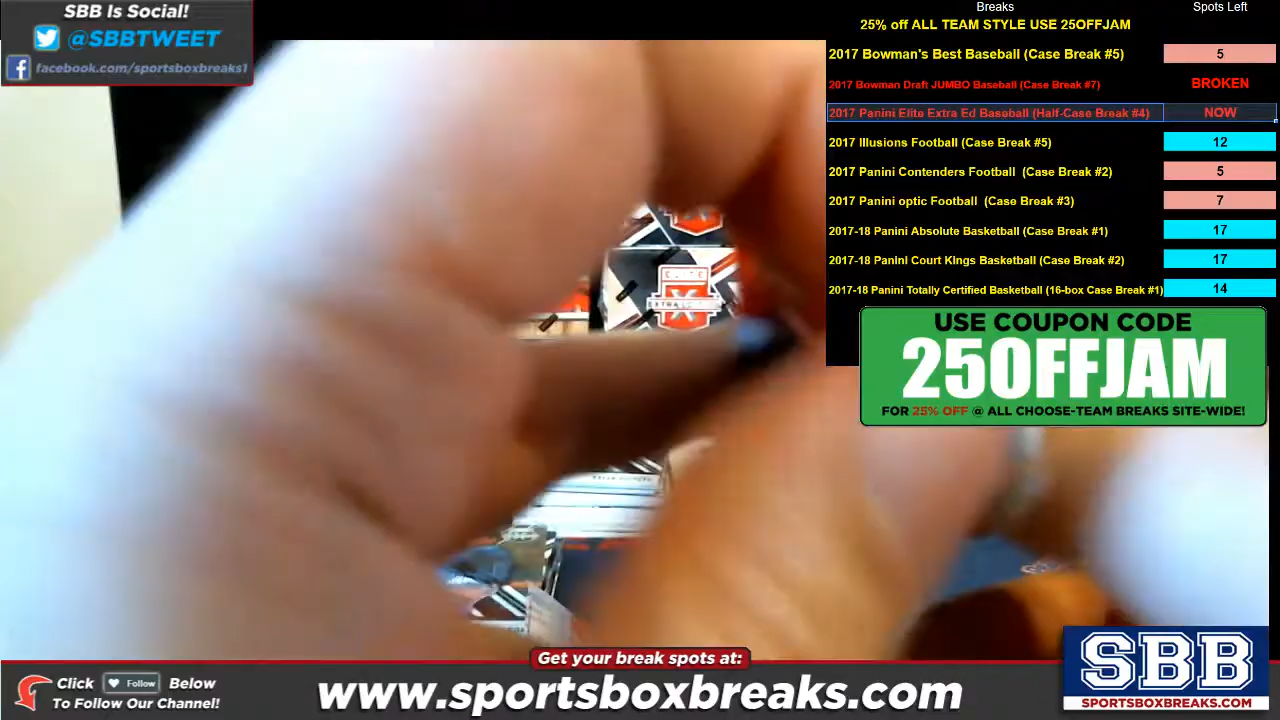 SBB Is Social!
@SBBTWEET
facebook.com/sportsboxbreaks1
Breaks Spots Left
25% off ALL TEAM STYLE USE 25OFFJAM
2017 Bowman's Best Baseball (Case Break #5) 5
2017 Bowman Draft JUMBO Baseball (Case Break #7) BROKEN
2017 Panini Elite Extra Ed Baseball (Half-Case Break #4) NOW
2017 Illusions Football (Case Break #5) 12
2017 Panini Contenders Football (Case Break #2) 5
2017 Panini optic Football (Case Break #3) 7
2017-18 Panini Absolute Basketball (Case Break #1) 17
2017-18 Panini Court Kings Basketball (Case Break #2) 17
2017-18 Panini Totally Certified Basketball (16-box Case Break #1) 14
USE COUPON CODE
25OFFJAM
FOR 25% OFF @ ALL CHOOSE-TEAM BREAKS SITE-WIDE!
ELITE
EXTRA
X
Get your break spots at:
Click Follow Below
To Follow Our Channel!
www.sportsboxbreaks.com
SBB
SPORTSBOXBREAKS.COM